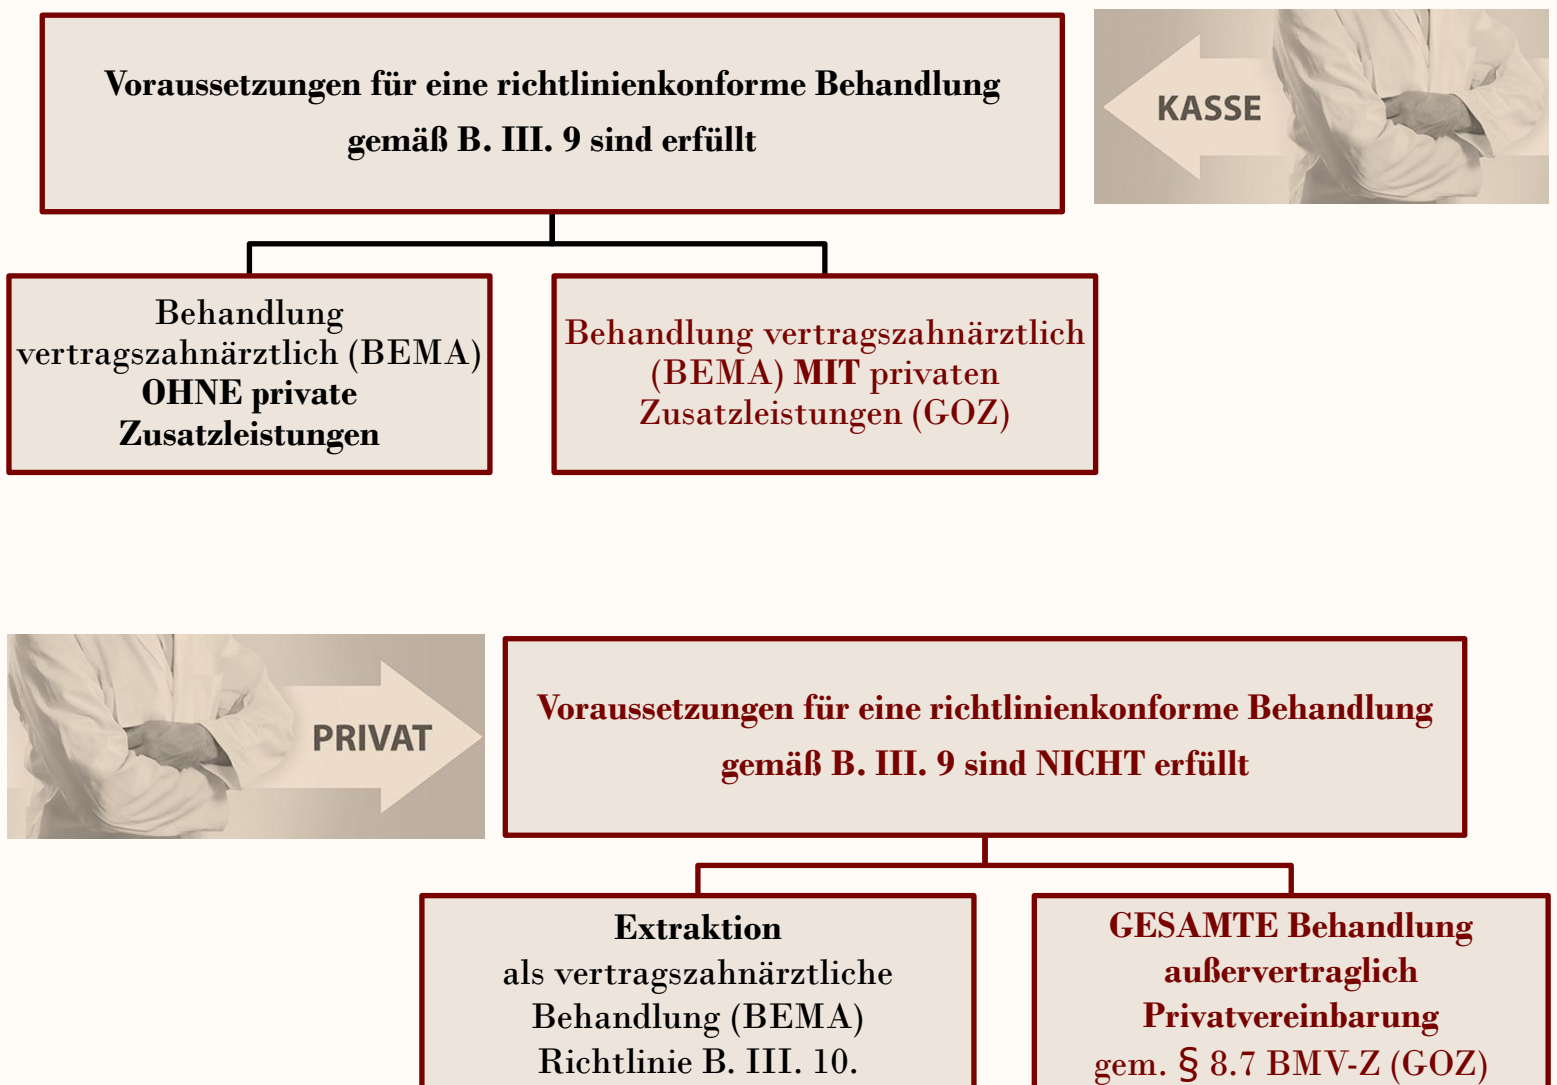 Voraussetzungen für eine richtlinienkonforme Behandlung
gemäß B. III. 9 sind erfüllt
KASSE
Behandlung
vertragszahnärztlich (BEMA)
OHNE private
Zusatzleistungen
Behandlung vertragszahnärztlich
(BEMA) MIT privaten
Zusatzleistungen (GOZ)
PRIVAT
Voraussetzungen für eine richtlinienkonforme Behandlung
gemäß B. III. 9 sind NICHT erfüllt
Extraktion
als vertragszahnärztliche
Behandlung (BEMA)
Richtlinie B. III. 10.
GESAMTE Behandlung
außervertraglich
Privatvereinbarung
gem. § 8.7 BMV-Z (GOZ)